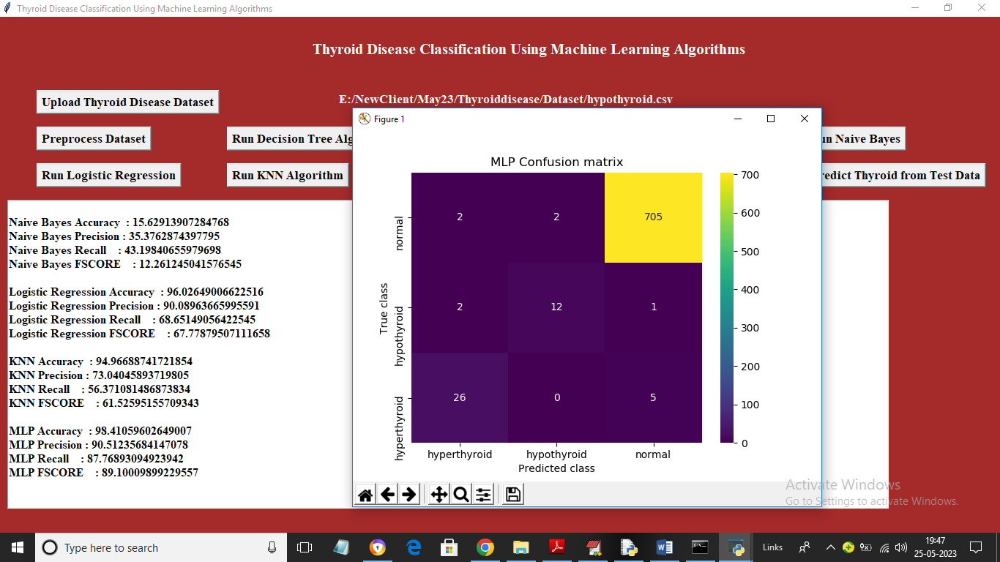 Thyroid Disease Classification Using Machine Learning Algorithms
Thyroid Disease Classification Using Machine Learning Algorithms
Upload Thyroid Disease Dataset
E:/NewClient/May23/Thyroiddisease/Dataset/hypothyroid.csv
Preprocess Dataset
Run Decision Tree Alg
un Naive Bayes
Run Logistic Regression
Run KNN Algorithm
redict Thyroid from Test Data
Naive Bayes Accuracy : 15.62913907284768
Naive Bayes Precision : 35.3762874397795
Naive Bayes Recall : 43.19840655979698
Naive Bayes FSCORE : 12.261245041576545
Logistic Regression Accuracy : 96.02649006622516
Logistic Regression Precision : 90.08963665995591
Logistic Regression Recall : 68.65149056422545
Logistic Regression FSCORE : 67.77879507111658
KNN Accuracy : 94.96688741721854
KNN Precision : 73.04045893719805
KNN Recall : 56.371081486873834
KNN FSCORE : 61.52595155709343
MLP Accuracy : 98.41059602649007
MLP Precision : 90.51235684147078
MLP Recall : 87.76893094923942
MLP FSCORE : 89.10009899229557
Figure 1
MLP Confusion matrix
True class
normal
2 2 705
hypothyroid
2 12 1
hyperthyroid
26 0 5
hyperthyroid hypothyroid normal
Predicted class
700
600
500
400
300
200
100
0
Activate Windows
Go to Settings to activate Windows.
Type here to search
Links
19:47
25-05-2023